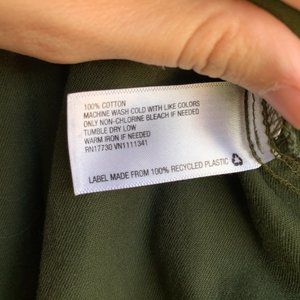 100% COTTON
MACHINE WASH COLD WITH LIKE COLORS
ONLY NON-CHLORINE BLEACH IF NEEDED
TUMBLE DRY LOW
WARM IRON IF NEEDED
RN17730 VN1111341
LABEL MADE FROM 100% RECYCLED PLASTIC